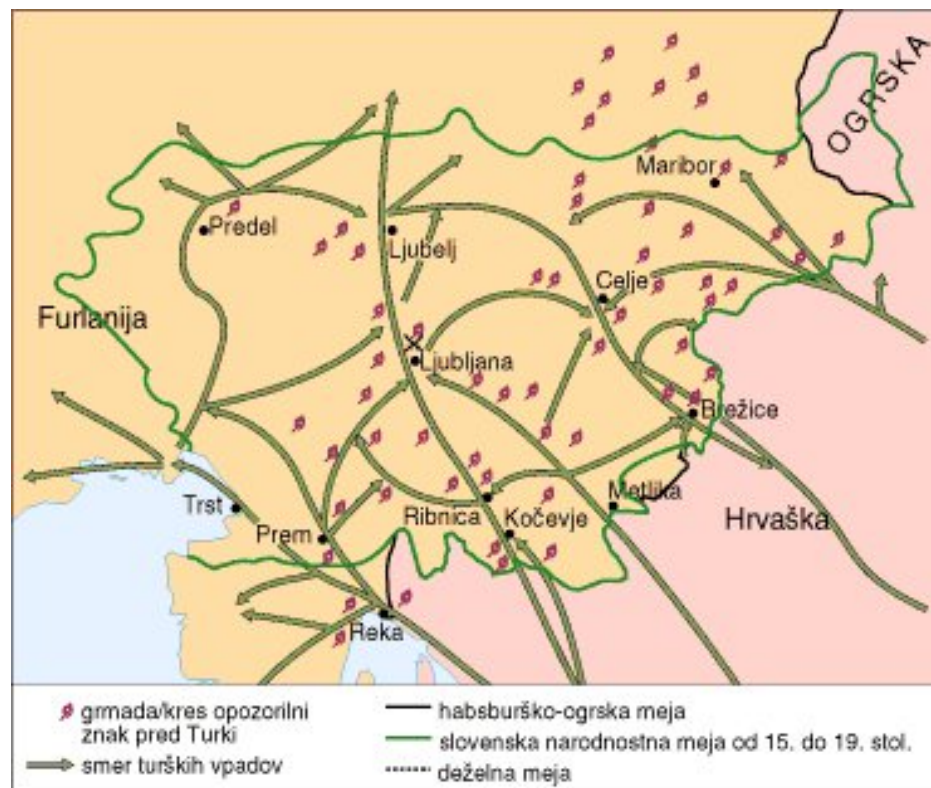 OGRSKA
Maribor
Predel
Ljubelj
Celje
Furlanija
Ljubljana
Brežice
Trst
Metlika
Ribnica
Kočevje
Hrvaška
Prem
Reka
grmada/kres opozorilni
znak pred Turki
smer turških vpadov
habsburško-ogrska meja
slovenska narodnostna meja od 15. do 19. stol.
deželna meja